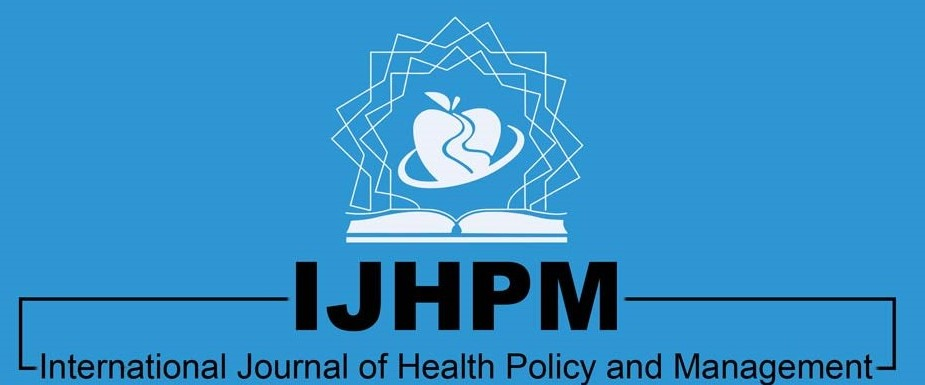 IJHPM
International Journal of Health Policy and Management